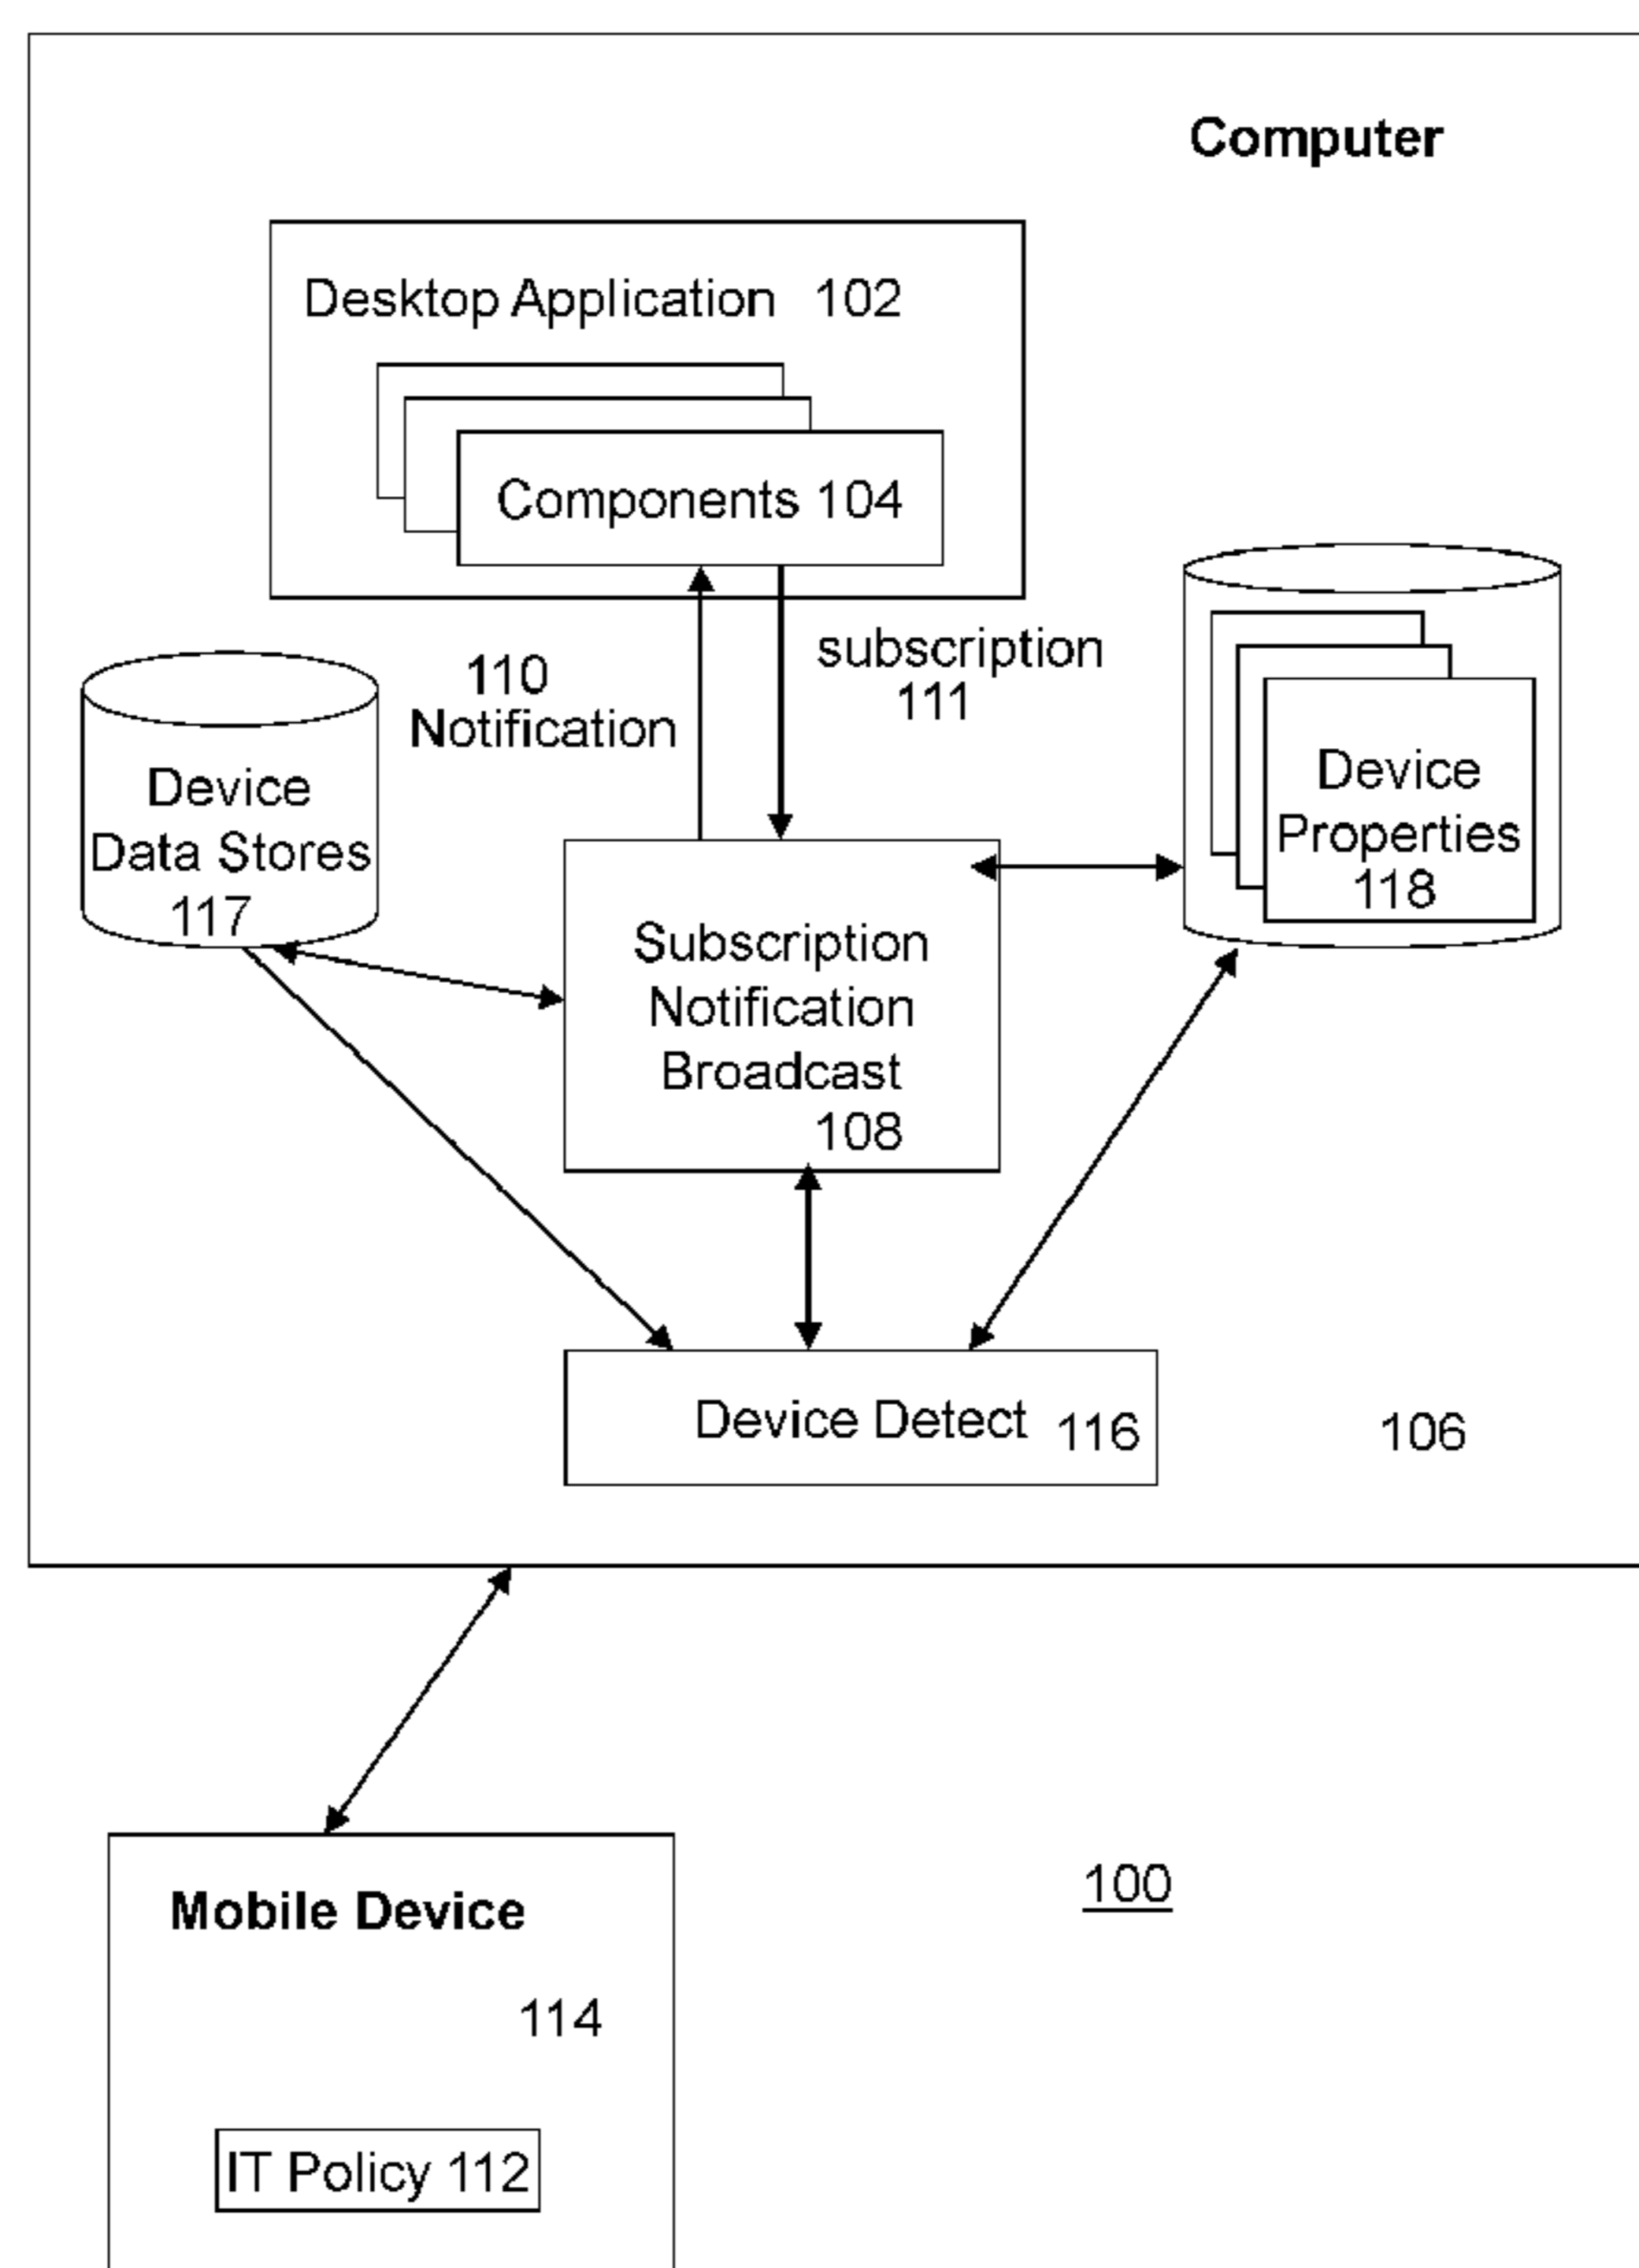 Computer
Desktop Application 102
Components 104
110
Notification
subscription
111
Device
Data Stores
117
Device
Properties
118
Subscription
Notification
Broadcast
108
Device Detect 116
106
Mobile Device
100
114
IT Policy 112